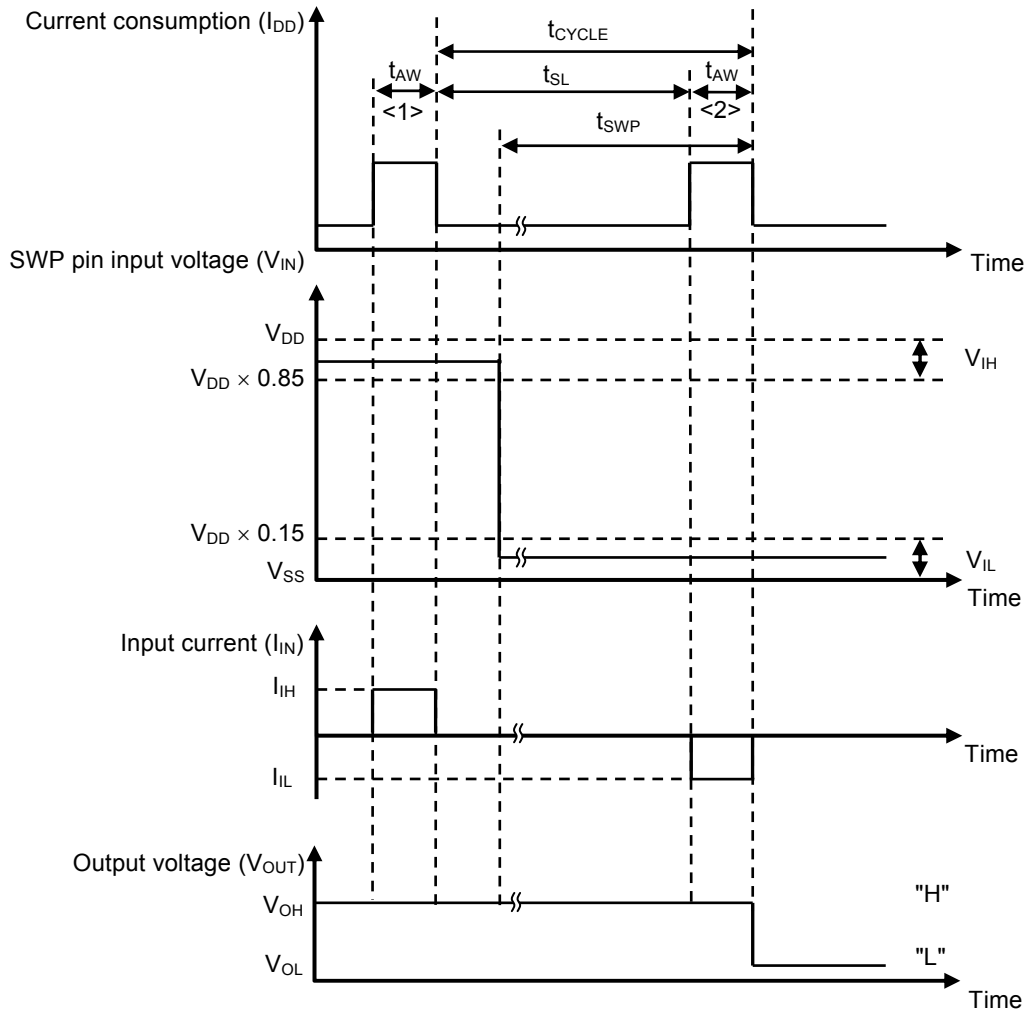 Current consumption (IDD)
tCYCLE
tAW
tSL
tAW
<1>
<2>
tSWP
Time
SWP pin input voltage (VIN)
VDD
VIH
VDD × 0.85
VDD × 0.15
VIL
VSS
Time
Input current (IIN)
IIH
Time
IIL
Output voltage (VOUT)
VOH
"H"
VOL
"L"
Time